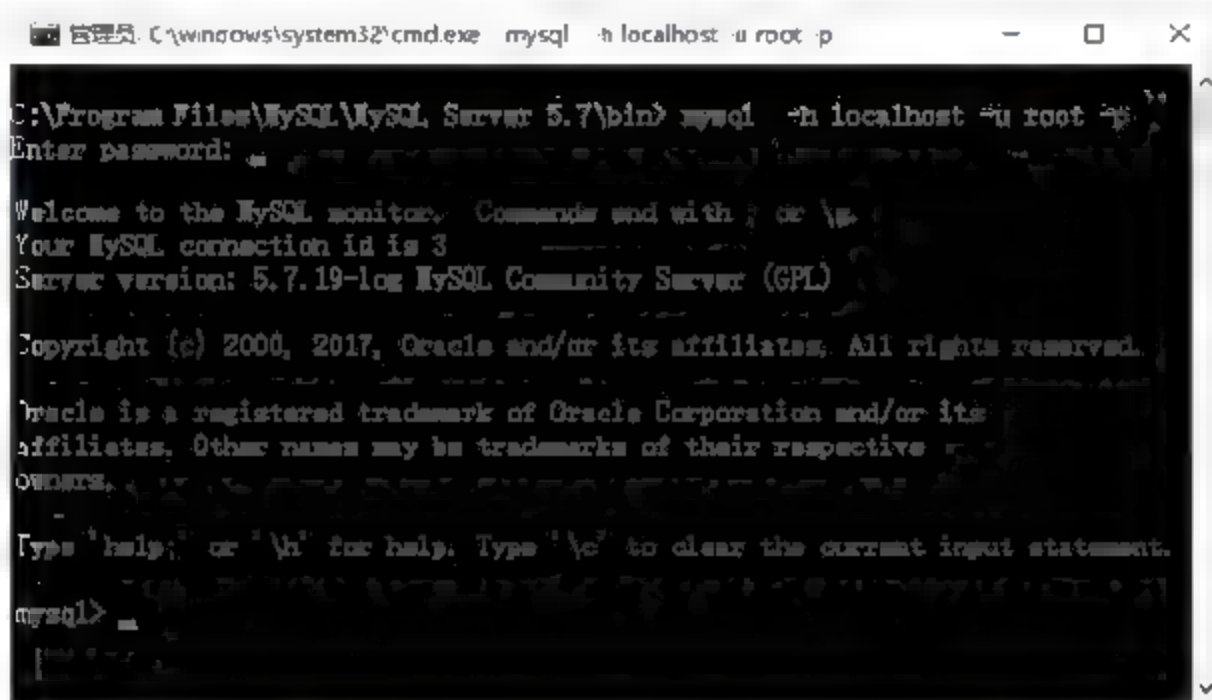 管理员: C:\windows\system32\cmd.exe mysql -h localhost -u root -p
C:\Program Files\MySQL\MySQL Server 5.7\bin> mysql -h localhost -u root -p
Enter password:
Welcome to the MySQL monitor. Commands end with ; or \g.
Your MySQL connection id is 3
Server version: 5.7.19-log MySQL Community Server (GPL)
Copyright (c) 2000, 2017, Oracle and/or its affiliates. All rights reserved.
Oracle is a registered trademark of Oracle Corporation and/or its
affiliates. Other names may be trademarks of their respective
owners.
Type 'help;' or '\h' for help. Type '\c' to clear the current input statement.
mysql> _